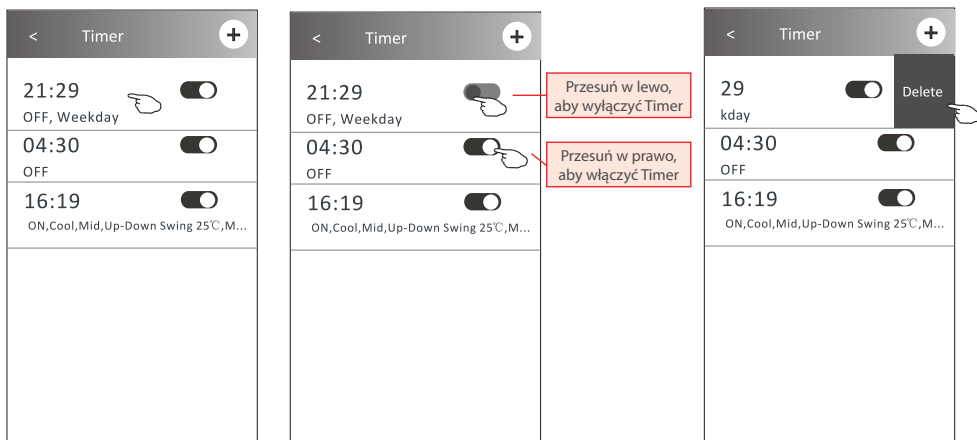 < Timer +
21:29
OFF, Weekday
04:30
OFF
16:19
ON,Cool,Mid,Up-Down Swing 25℃,M...
< Timer +
21:29
OFF, Weekday
04:30
OFF
16:19
ON,Cool,Mid,Up-Down Swing 25℃,M...
Przesuń w lewo,
aby wyłączyć Timer
Przesuń w prawo,
aby włączyć Timer
< Timer +
29
kday
Delete
04:30
OFF
16:19
ON,Cool,Mid,Up-Down Swing 25℃,M...